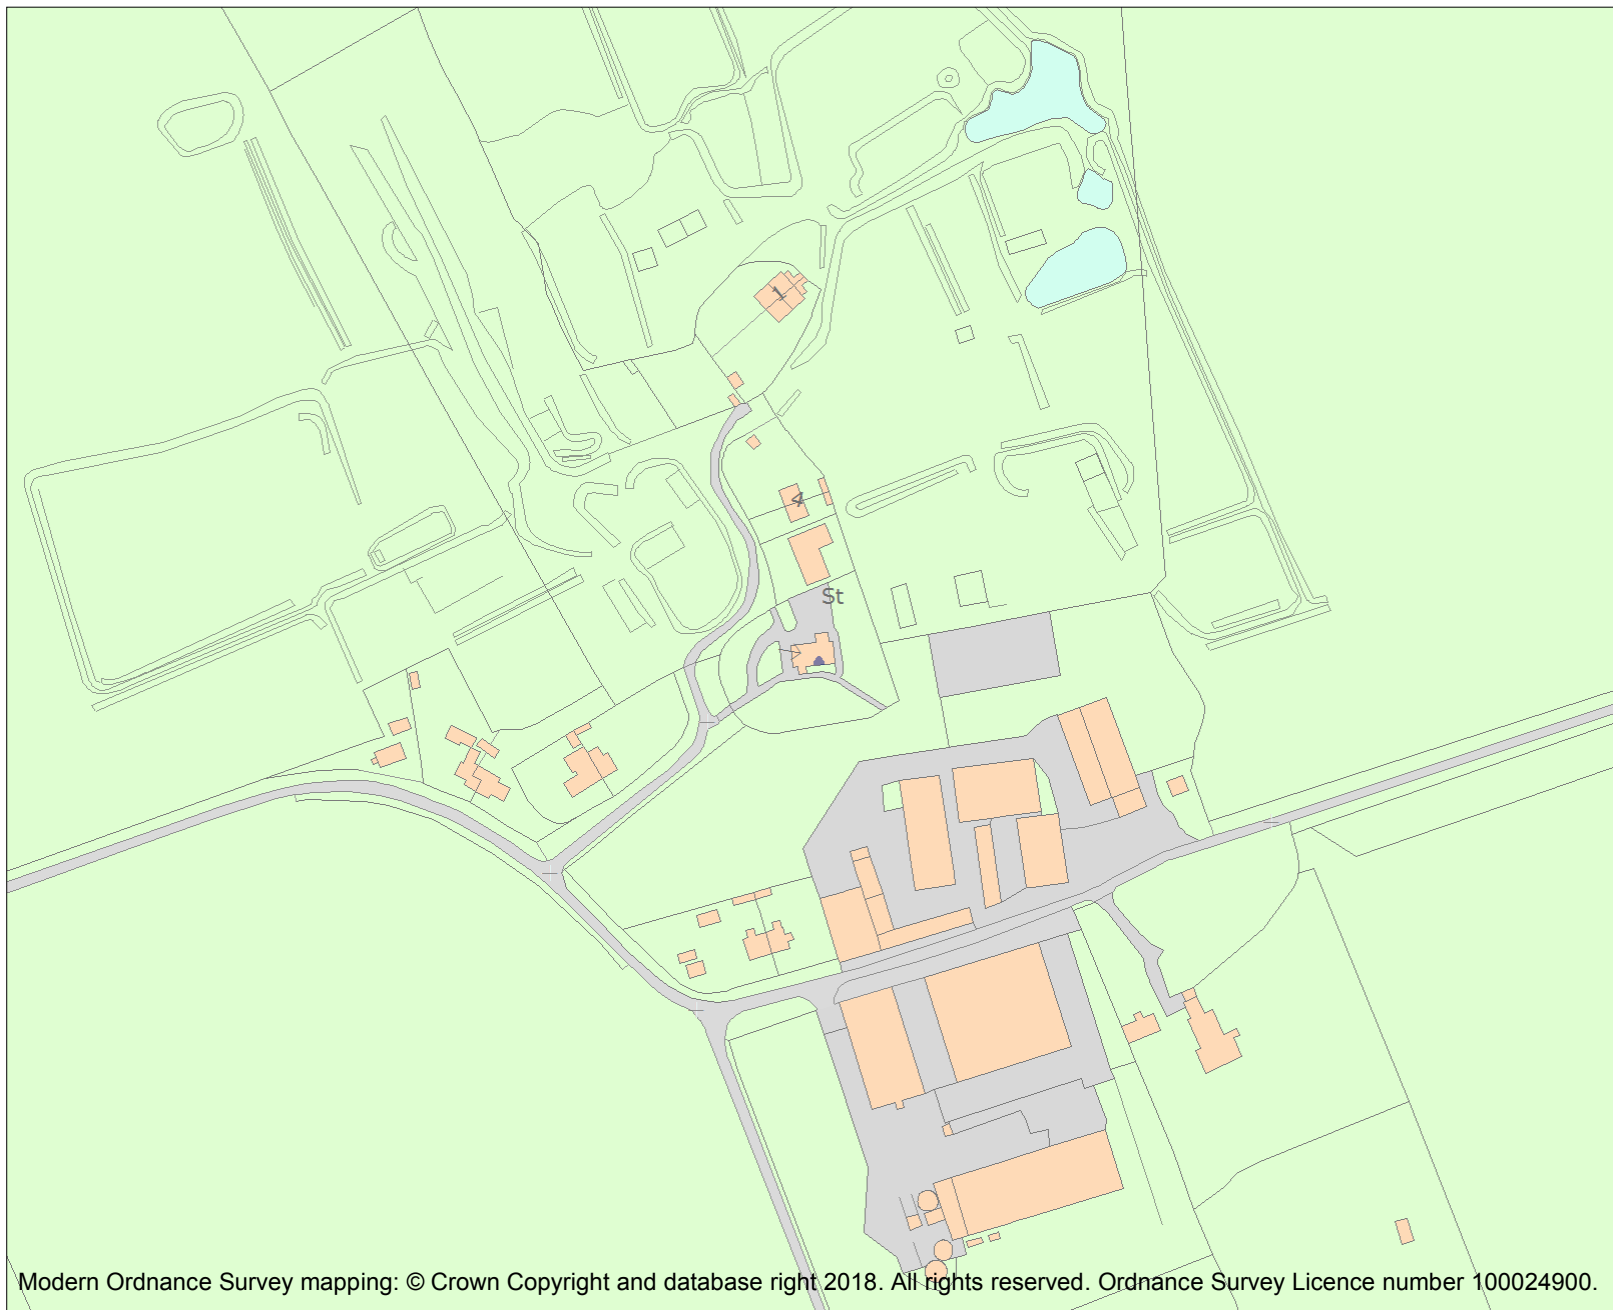 1
4
St
Modern Ordnance Survey mapping: © Crown Copyright and database right 2018. All rights reserved. Ordnance Survey Licence number 100024900.